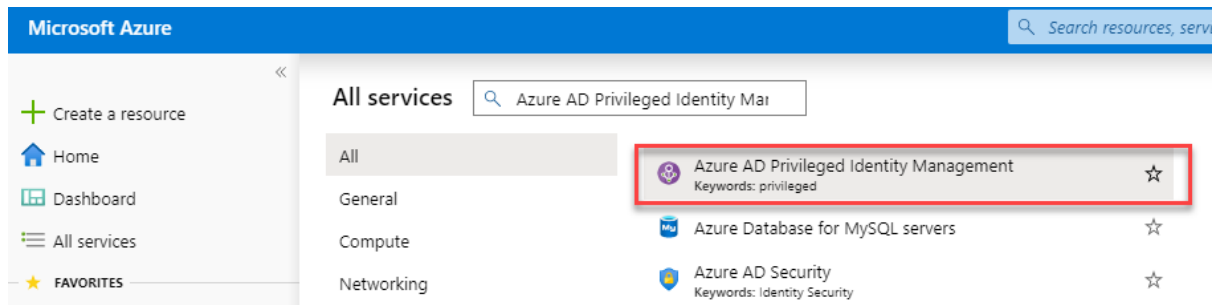 Microsoft Azure
Search resources, serv
«
Create a resource
Home
Dashboard
All services
FAVORITES
All services
Azure AD Privileged Identity Mar
All
General
Compute
Networking
Azure AD Privileged Identity Management
Keywords: privileged
Azure Database for MySQL servers
Azure AD Security
Keywords: Identity Security